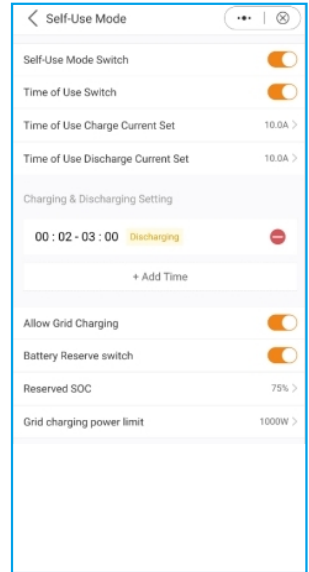 Self-Use Mode
Self-Use Mode Switch
Time of Use Switch
Time of Use Charge Current Set 10.0A
Time of Use Discharge Current Set 10.0A
Charging & Discharging Setting
00 : 02 - 03 : 00 Discharging
+ Add Time
Allow Grid Charging
Battery Reserve switch
Reserved SOC 75%
Grid charging power limit 1000W